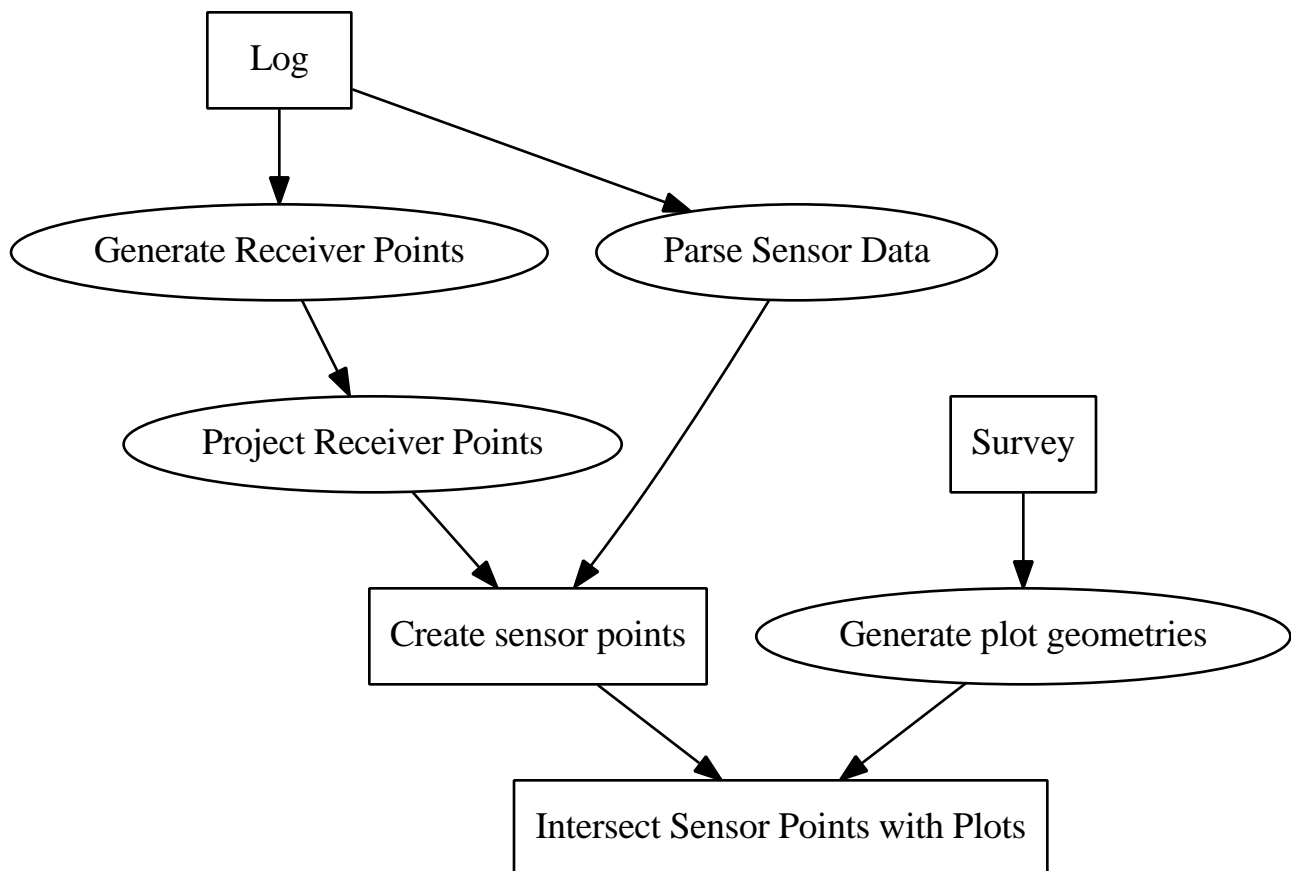 Log
Generate Receiver Points
Parse Sensor Data
Project Receiver Points
Survey
Create sensor points
Generate plot geometries
Intersect Sensor Points with Plots